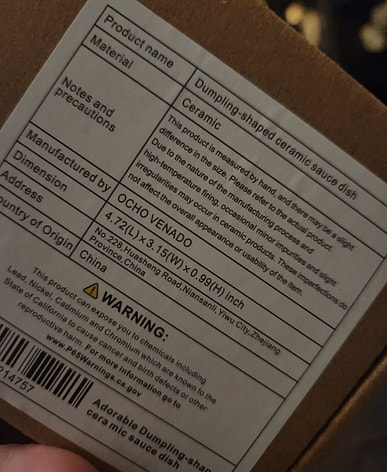 Product name Dumpling-shaped ceramic sauce dish
Material Ceramic
Notes and
precautions
This product is measured by hand, and there may be a slight
difference in the size. Please refer to the actual product.
Due to the nature of the manufacturing process and
high-temperature firing, occasional minor impurities and slight
irregularities may occur in ceramic products. These imperfections do
not affect the overall appearance or usability of the item.
Manufactured by OCHO VENADO
Dimension 4.72(L)×3.15(W)×0.99(H) inch
Address No.228,Huasheng Road,Niansanli,Yiwu City,Zhejiang
Province,China
ountry of Origin China
⚠ WARNING:
This product can expose you to chemicals including
Lead, Nickel, Cadmium and Chromium which are known to the
State of California to cause cancer and birth defects or other
reproductive harm. For more information go to
www.p65Warnings.ca.gov
14757
Adorable Dumpling-shap
ceramic sauce dish